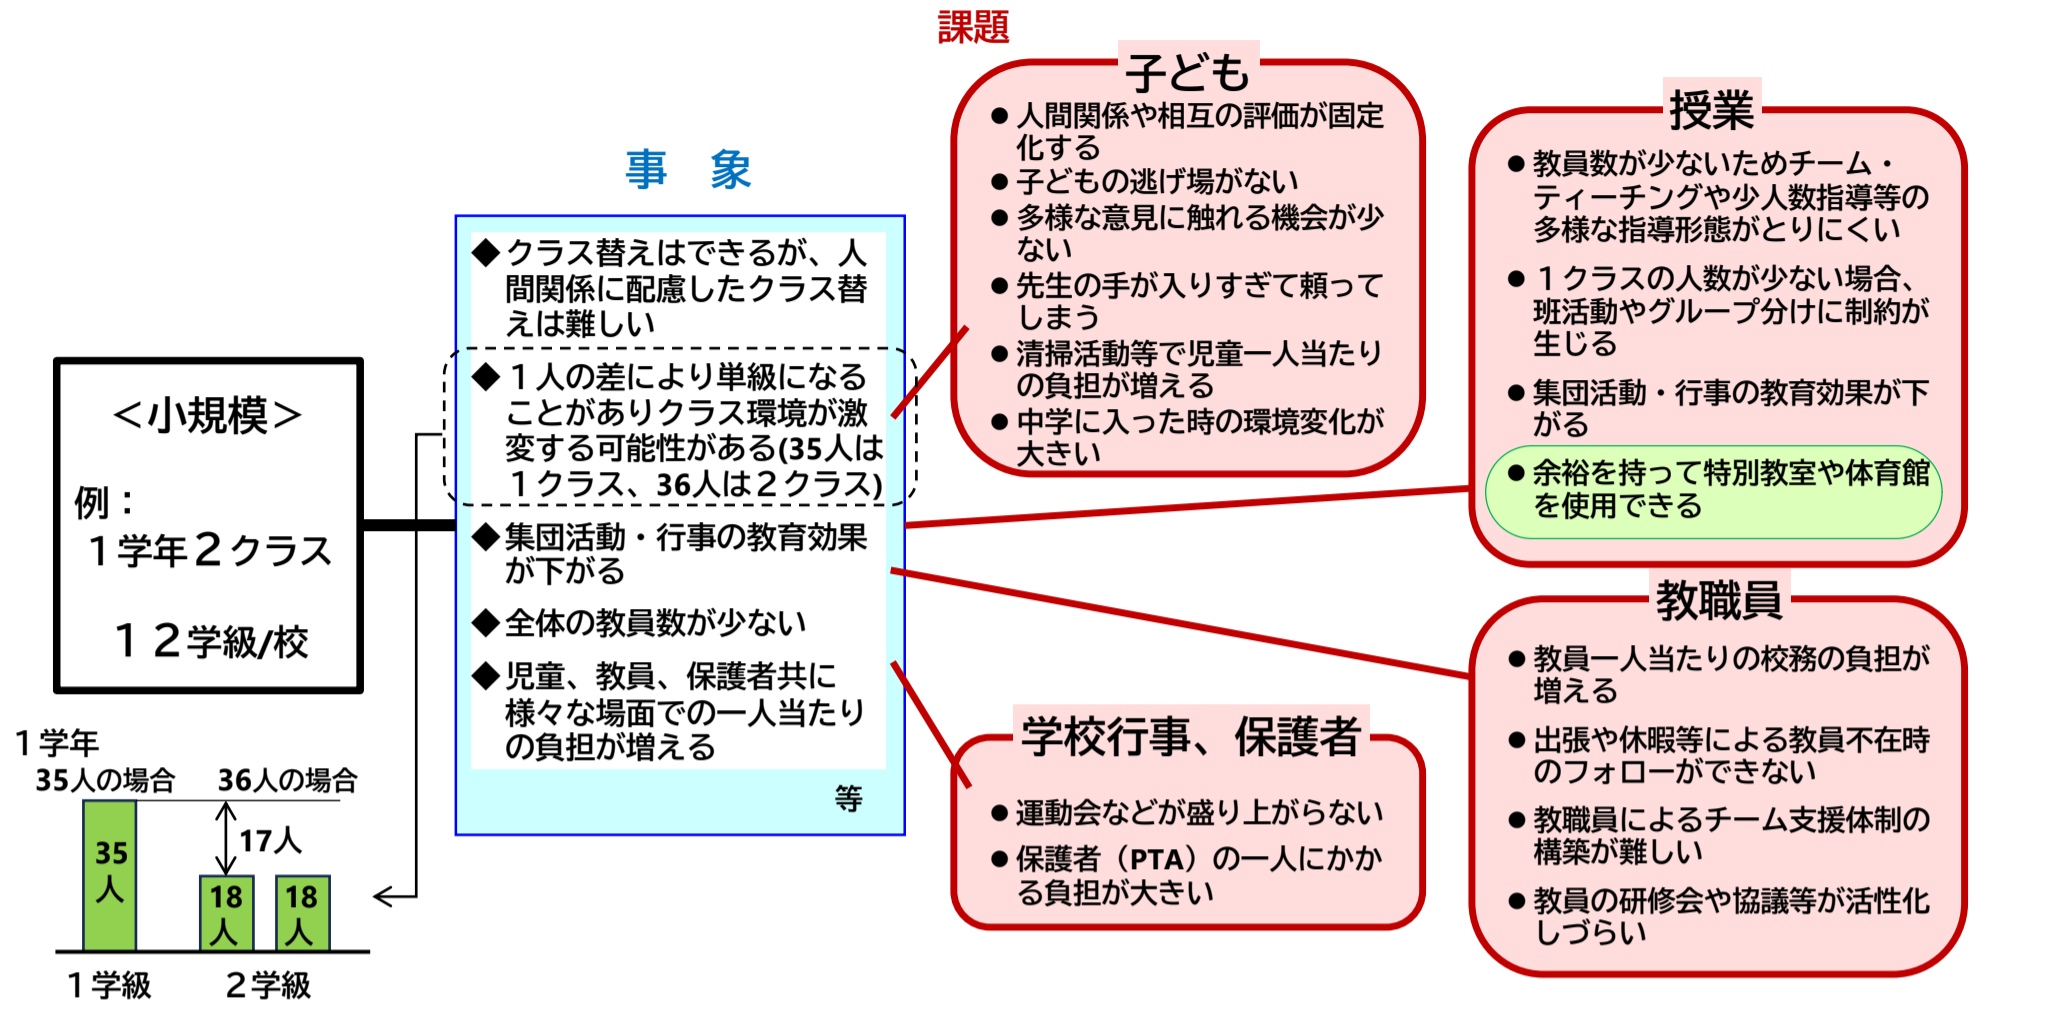 課題
事　象
＜小規模＞
例：
１学年２クラス
１２学級/校
◆クラス替えはできるが、人
間関係に配慮したクラス替
えは難しい
◆１人の差により単級になる
ことがありクラス環境が激
変する可能性がある(35人は
１クラス、36人は２クラス)
◆集団活動・行事の教育効果
が下がる
◆全体の教員数が少ない
◆児童、教員、保護者共に
様々な場面での一人当たり
の負担が増える
等
１学年
35人の場合
36人の場合
17人
35
人
18
人
18
人
１学級
２学級
子ども
●人間関係や相互の評価が固定
化する
●子どもの逃げ場がない
●多様な意見に触れる機会が少
ない
●先生の手が入りすぎて頼って
しまう
●清掃活動等で児童一人当たり
の負担が増える
●中学に入った時の環境変化が
大きい
学校行事、保護者
●運動会などが盛り上がらない
●保護者（PTA）の一人にかか
る負担が大きい
授業
●教員数が少ないためチーム・
ティーチングや少人数指導等の
多様な指導形態がとりにくい
●１クラスの人数が少ない場合、
班活動やグループ分けに制約が
生じる
●集団活動・行事の教育効果が下
がる
●余裕を持って特別教室や体育館
を使用できる
教職員
●教員一人当たりの校務の負担が
増える
●出張や休暇等による教員不在時
のフォローができない
●教職員によるチーム支援体制の
構築が難しい
●教員の研修会や協議等が活性化
しづらい